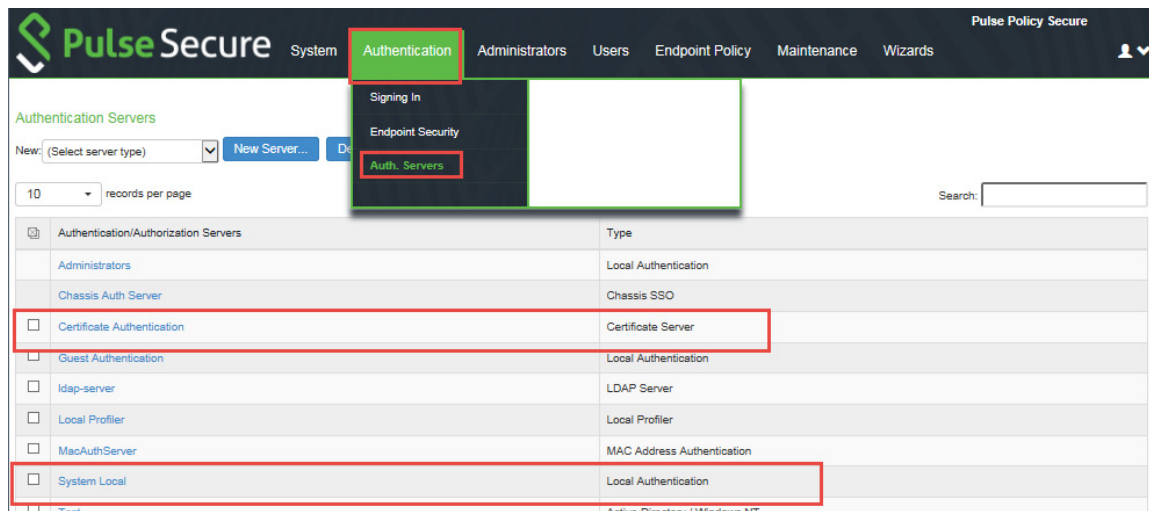 Pulse Policy Secure
Pulse Secure System Authentication Administrators Users Endpoint Policy Maintenance Wizards
Signing In
Endpoint Security
Auth. Servers
Authentication Servers
New: (Select server type) New Server...
10 records per page
Search:
Authentication/Authorization Servers Type
Administrators Local Authentication
Chassis Auth Server Chassis SSO
Certificate Authentication Certificate Server
Guest Authentication Local Authentication
ldap-server LDAP Server
Local Profiler Local Profiler
MacAuthServer MAC Address Authentication
System Local Local Authentication